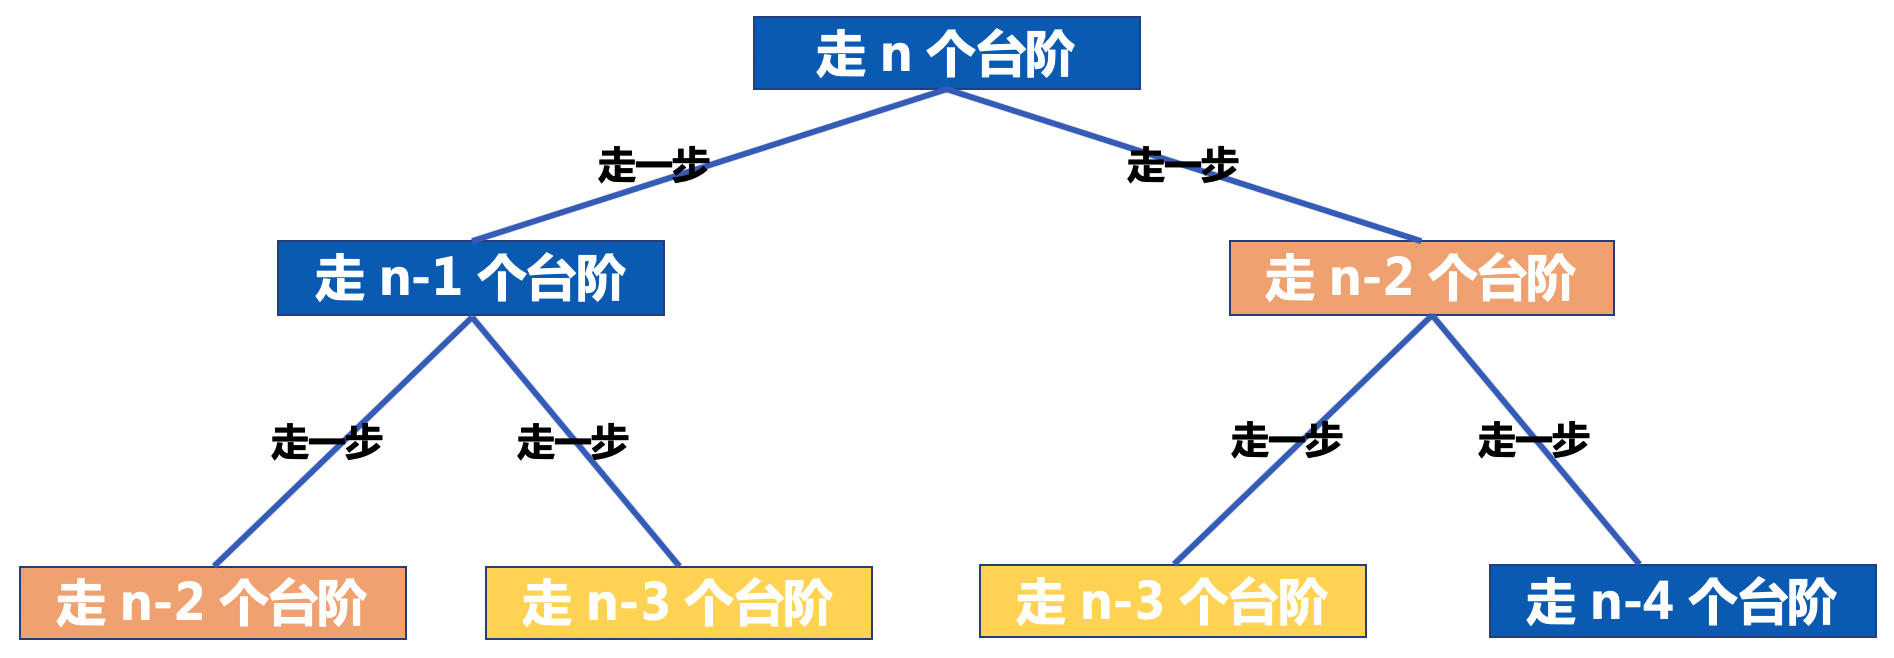 走 n 个台阶
走一步
走一步
走 n-1 个台阶
走 n-2 个台阶
走一步
走一步
走一步
走一步
走 n-2 个台阶
走 n-3 个台阶
走 n-3 个台阶
走 n-4 个台阶